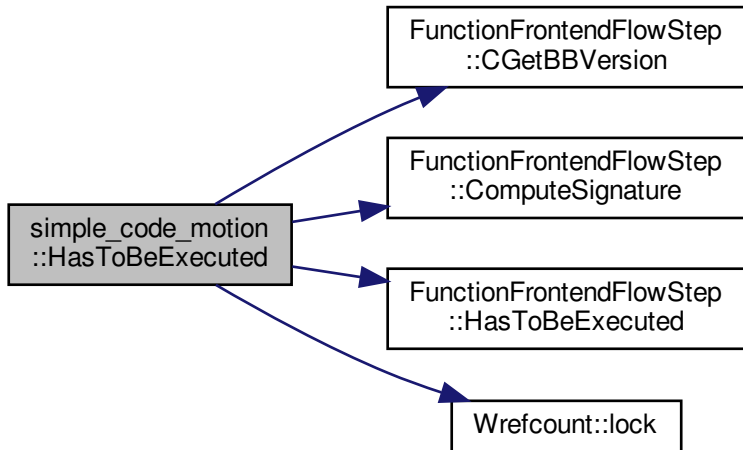 simple_code_motion
::HasToBeExecuted
FunctionFrontendFlowStep
::CGetBBVersion
FunctionFrontendFlowStep
::ComputeSignature
FunctionFrontendFlowStep
::HasToBeExecuted
Wrefcount::lock